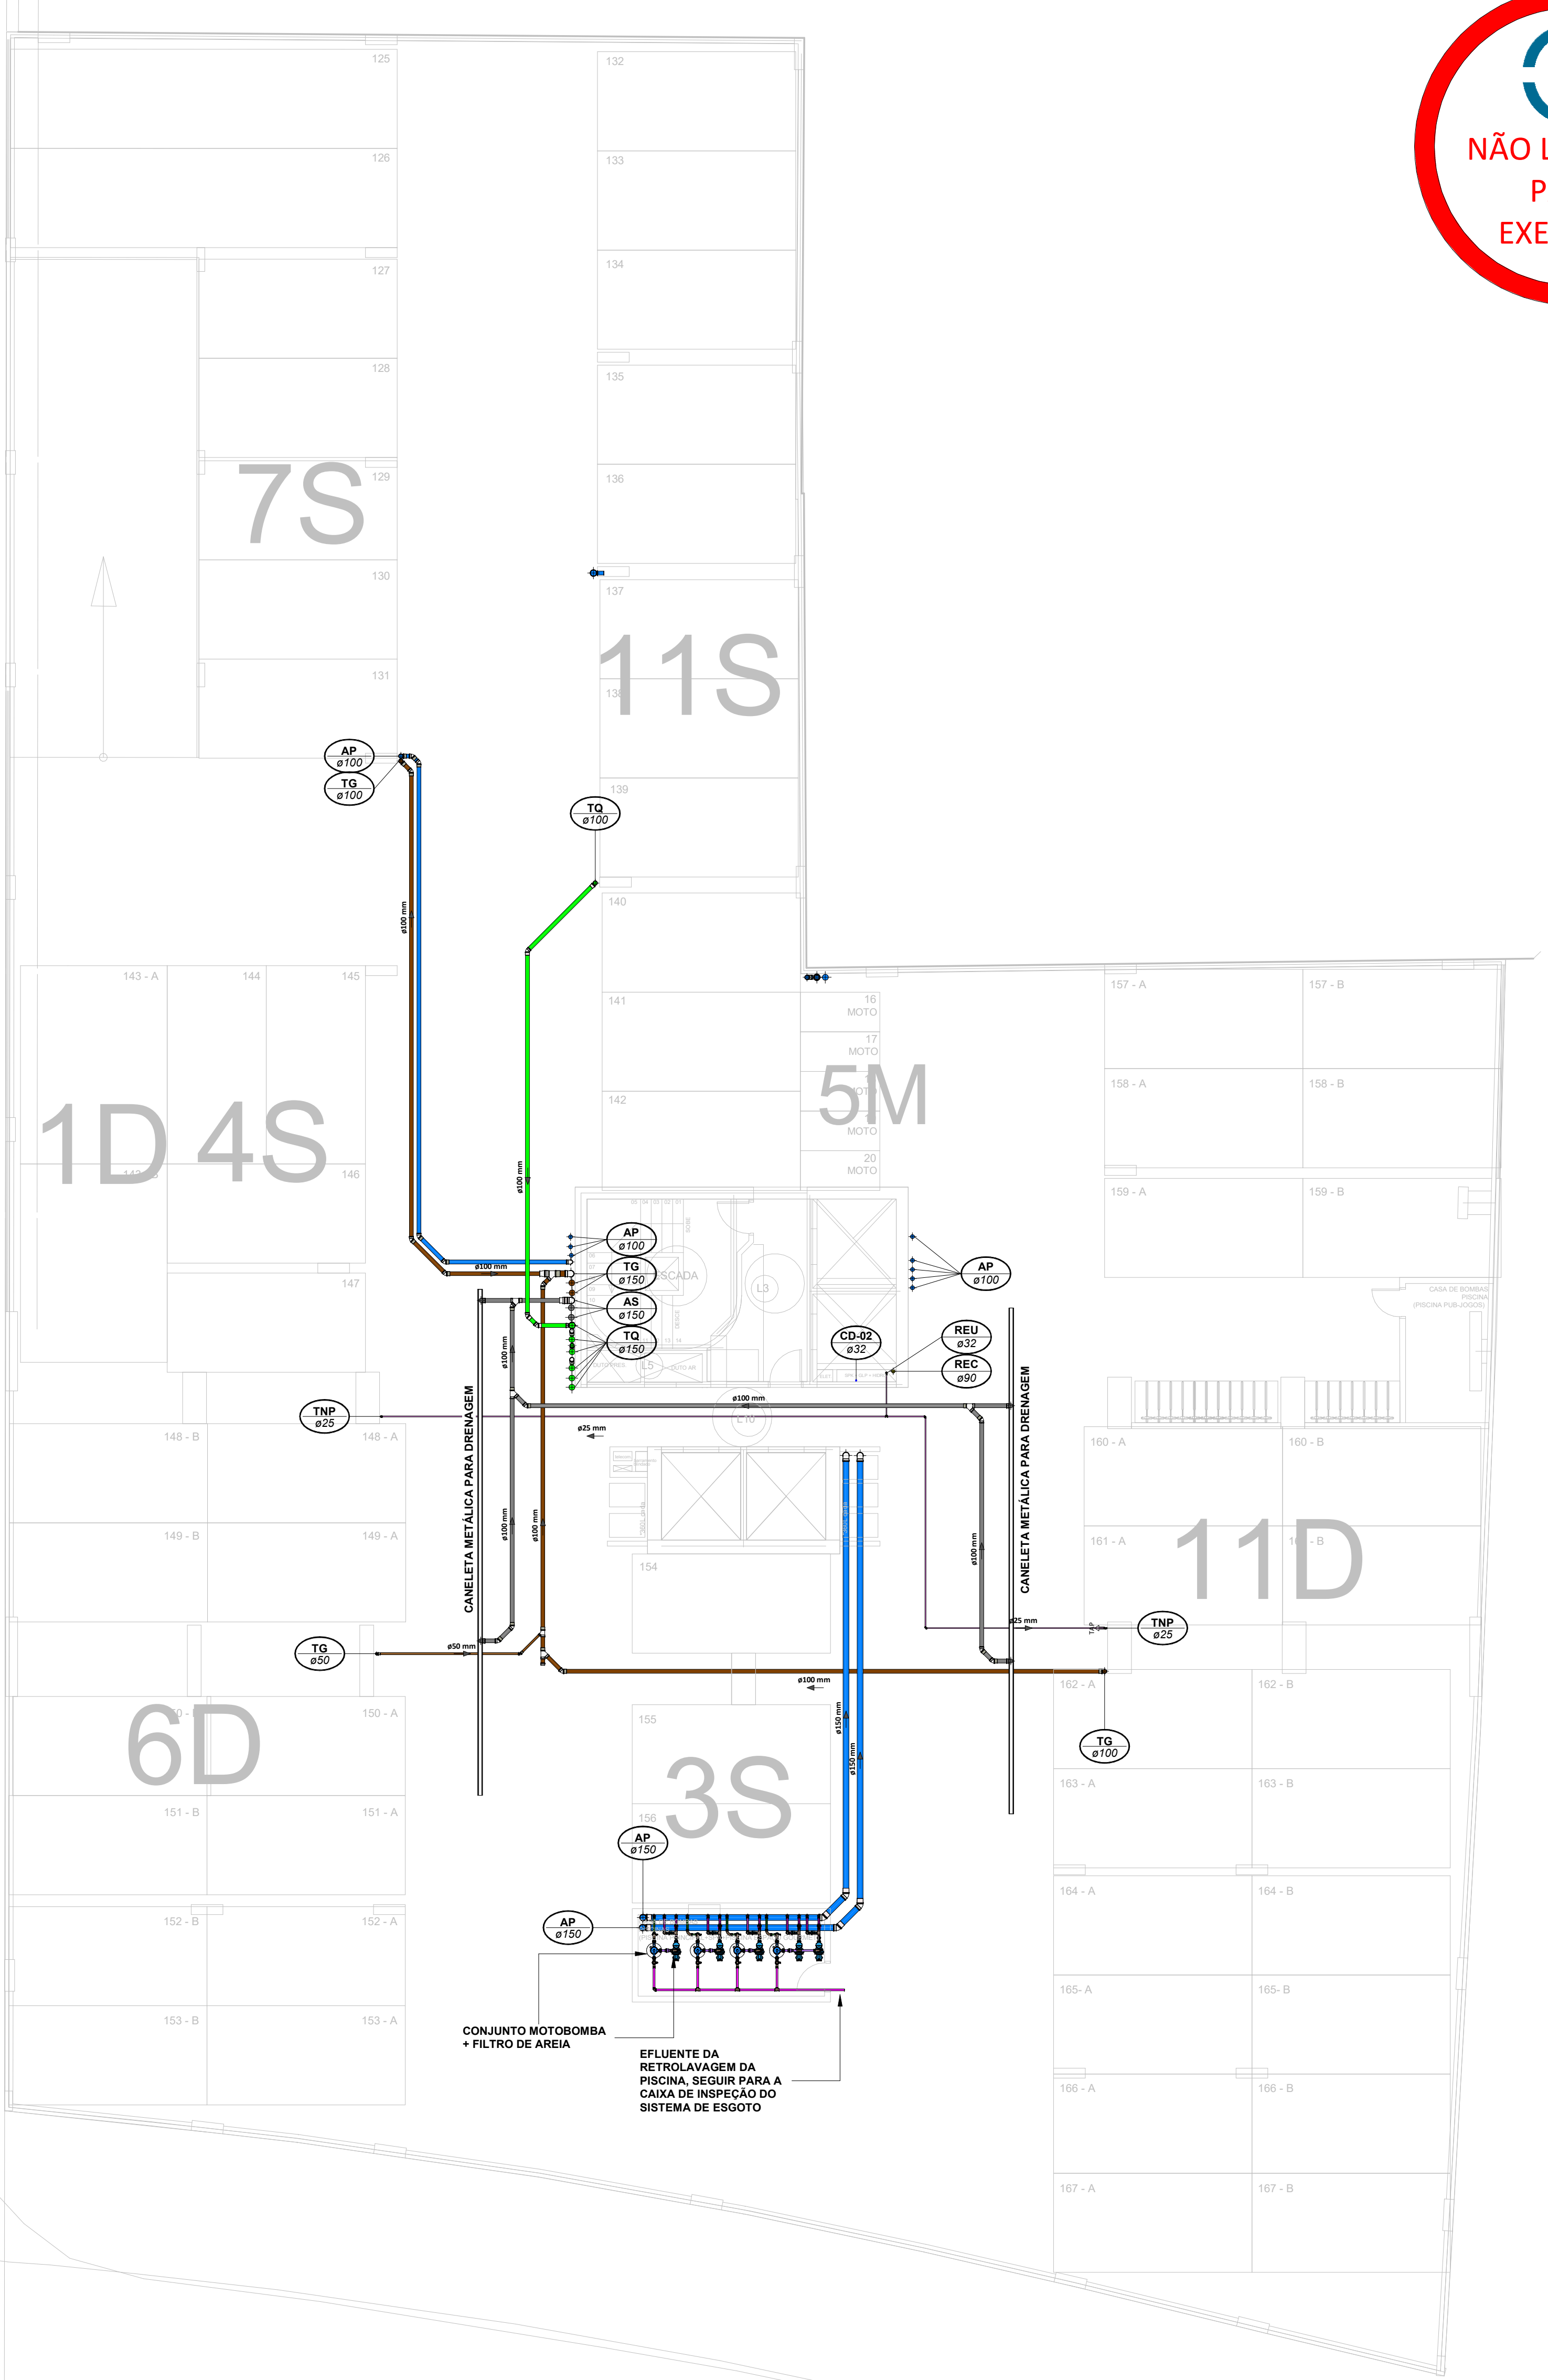 NÃO L
P
EXE
125
126
127
128
129
130
131
7S
132
133
134
135
136
137
138
139
11S
140
141
142
16
MOTO
17
MOTO
MOTO
20
MOTO
5M
AP
ø100
TG
ø100
TQ
ø100
ø100 mm
ø100 mm
143 - A
144
145
146
147
1D
4S
157 - A
157 - B
158 - A
158 - B
159 - A
159 - B
CASA DE BOMBAS
PISCINA
(PISCINA PUB-JOGOS)
AP
ø100
TG
ø150
AS
ø150
TQ
ø150
ø100 mm
SOBE
ESCADA
DESCE
L3
L5
DUTO AR
L10
CD-02
ø32
AP
ø100
REU
ø32
REC
ø90
TNP
ø25
ø100 mm
ø100 mm
ø25 mm
ø100 mm
ø100 mm
ø100 mm
CANELETA METÁLICA PARA DRENAGEM
CANELETA METÁLICA PARA DRENAGEM
148 - B
148 - A
149 - B
149 - A
154
160 - A
160 - B
161 - A
11D
ø25 mm
TNP
ø25
TG
ø50
ø50 mm
ø100 mm
162 - A
162 - B
TG
ø100
6D
150 - A
151 - B
151 - A
155
156
3S
ø150 mm
ø150 mm
163 - A
163 - B
AP
ø150
AP
ø150
152 - B
152 - A
153 - B
153 - A
164 - A
164 - B
165- A
165- B
166 - A
166 - B
167 - A
167 - B
CONJUNTO MOTOBOMBA
+ FILTRO DE AREIA
EFLUENTE DA
RETROLAVAGEM DA
PISCINA, SEGUIR PARA A
CAIXA DE INSPEÇÃO DO
SISTEMA DE ESGOTO